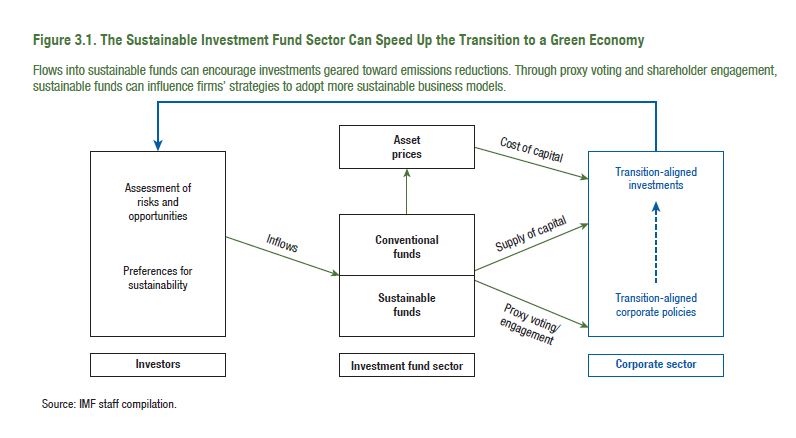 Figure 3.1. The Sustainable Investment Fund Sector Can Speed Up the Transition to a Green Economy
Flows into sustainable funds can encourage investments geared toward emissions reductions. Through proxy voting and shareholder engagement,
sustainable funds can influence firms' strategies to adopt more sustainable business models.
Assessment of
risks and
opportunities
Preferences for
sustainability
Investors
Inflows
Asset
prices
Conventional
funds
Sustainable
funds
Investment fund sector
Cost of capital
Supply of capital
Proxy voting/
engagement
Transition-aligned
investments
Transition-aligned
corporate policies
Corporate sector
Source: IMF staff compilation.